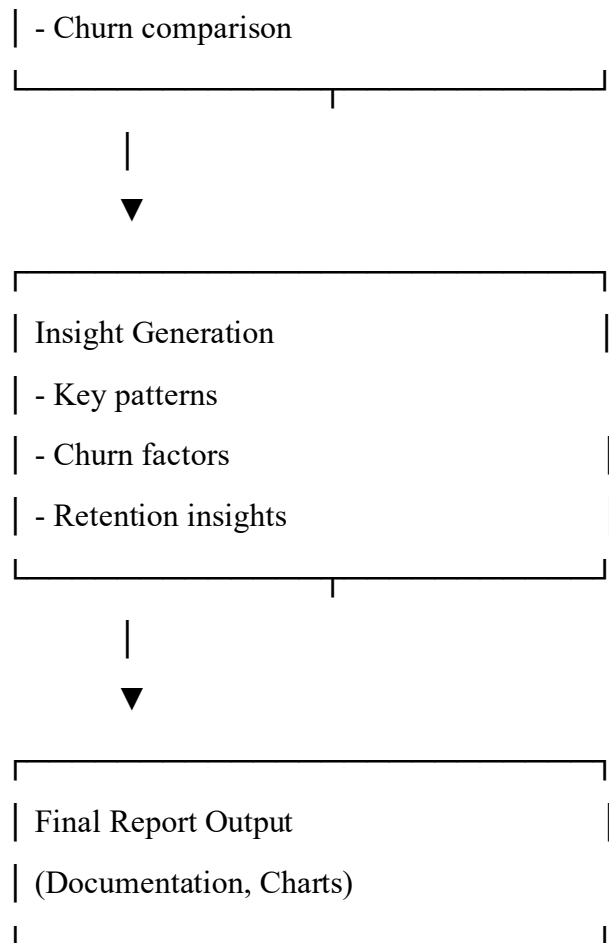 - Churn comparison
Insight Generation
- Key patterns
- Churn factors
- Retention insights
Final Report Output
(Documentation, Charts)